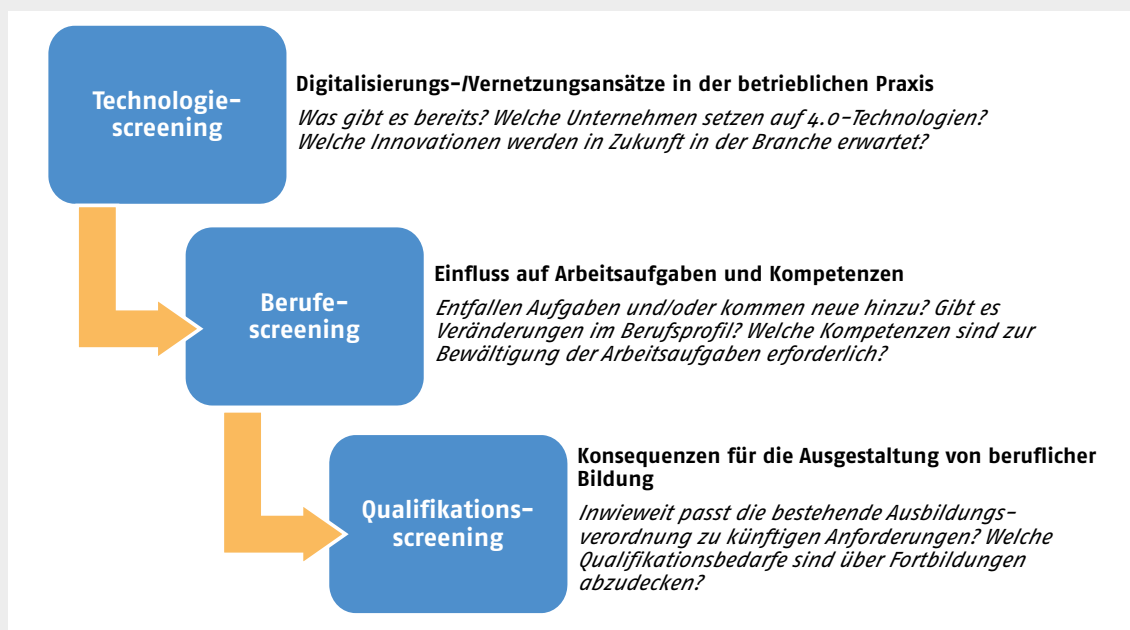 Technologie-
screening
Digitalisierungs-/Vernetzungsansätze in der betrieblichen Praxis
Was gibt es bereits? Welche Unternehmen setzen auf 4.0-Technologien?
Welche Innovationen werden in Zukunft in der Branche erwartet?
Berufe-
screening
Einfluss auf Arbeitsaufgaben und Kompetenzen
Entfallen Aufgaben und/oder kommen neue hinzu? Gibt es
Veränderungen im Berufsprofil? Welche Kompetenzen sind zur
Bewältigung der Arbeitsaufgaben erforderlich?
Qualifikations-
screening
Konsequenzen für die Ausgestaltung von beruflicher
Bildung
Inwieweit passt die bestehende Ausbildungs-
verordnung zu künftigen Anforderungen? Welche
Qualifikationsbedarfe sind über Fortbildungen
abzudecken?